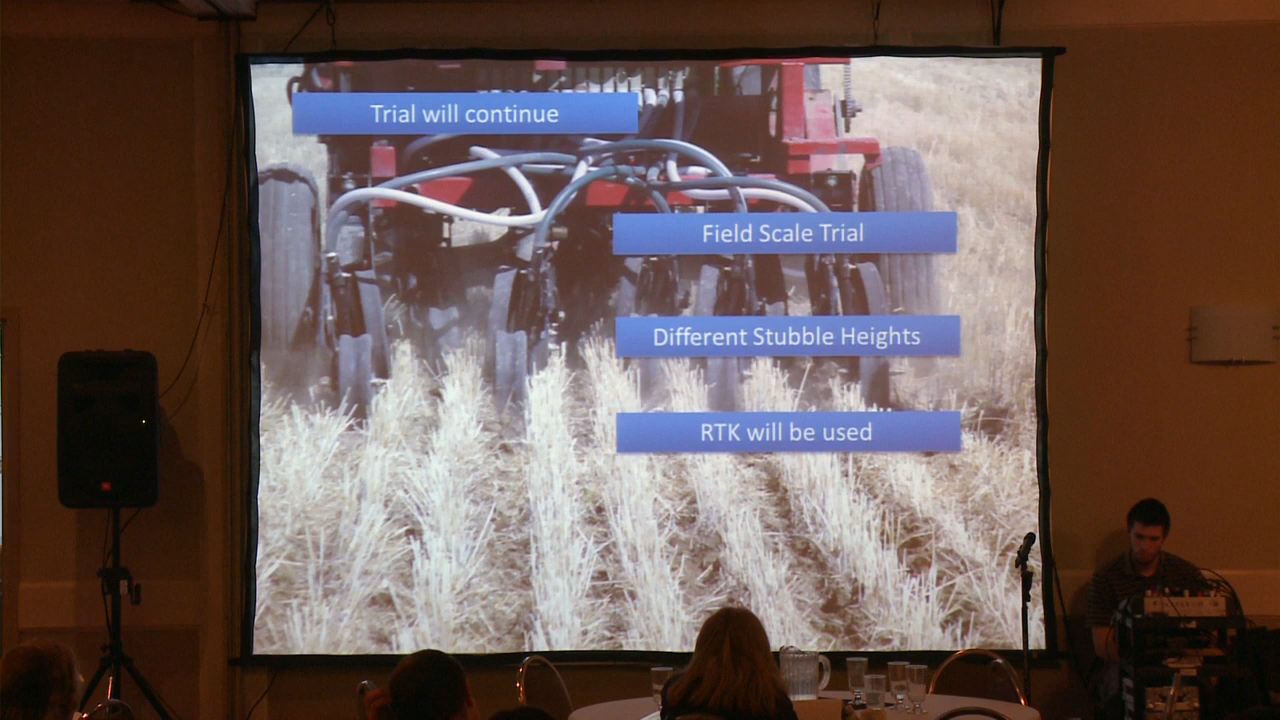 Trial will continue
Field Scale Trial
Different Stubble Heights
RTK will be used